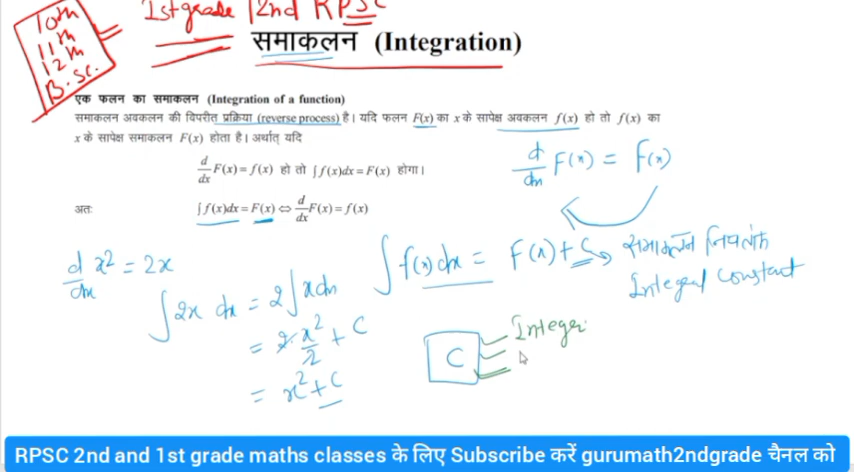 1st grade / 2nd RPSC
10th
11th
12th
B.sc.
समाकलन (Integration)
एक फलन का समाकलन (Integration of a function)
समाकलन अवकलन की विपरीत प्रक्रिया (reverse process) है। यदि फलन F(x) का x के सापेक्ष अवकलन f(x) हो तो f(x) का
x के सापेक्ष समाकलन F(x) होता है। अर्थात् यदि
d/dx F(x) = f(x) हो तो ∫f(x)dx = F(x) होगा।
अतः ∫f(x)dx = F(x) ⇔ d/dx F(x) = f(x)
d/dx F(x) = f(x)
∫f(x)dx = F(x) + C → समाकलन नियतांक
Integral constant
d/dx x² = 2x
∫2x dx = 2∫x dx
= 2·x²/2 + C
= x² + C
C
Integer
RPSC 2nd and 1st grade maths classes के लिए Subscribe करें gurumath2ndgrade चैनल को